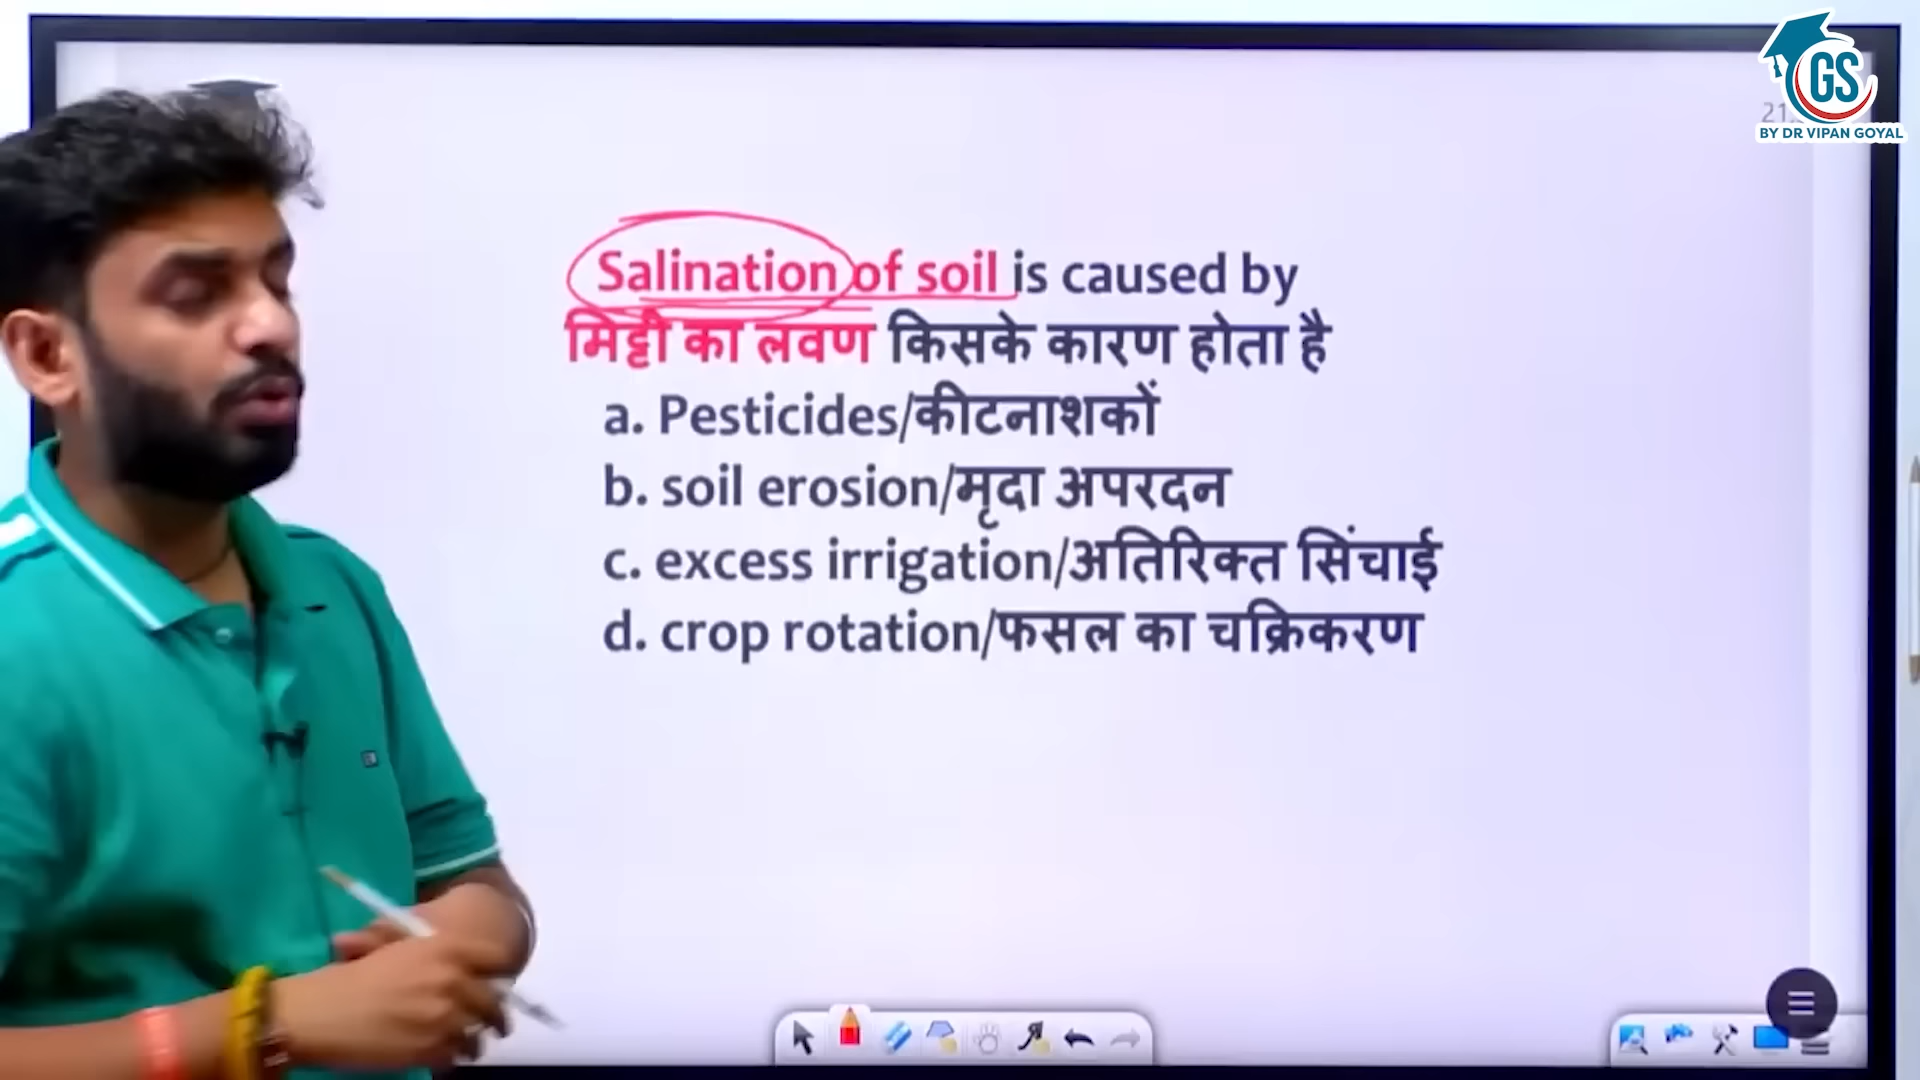 GS
BY DR VIPAN GOYAL
21
Salination of soil is caused by
मिट्टी का लवण किसके कारण होता है
a. Pesticides/कीटनाशकों
b. soil erosion/मृदा अपरदन
c. excess irrigation/अतिरिक्त सिंचाई
d. crop rotation/फसल का चक्रिकरण